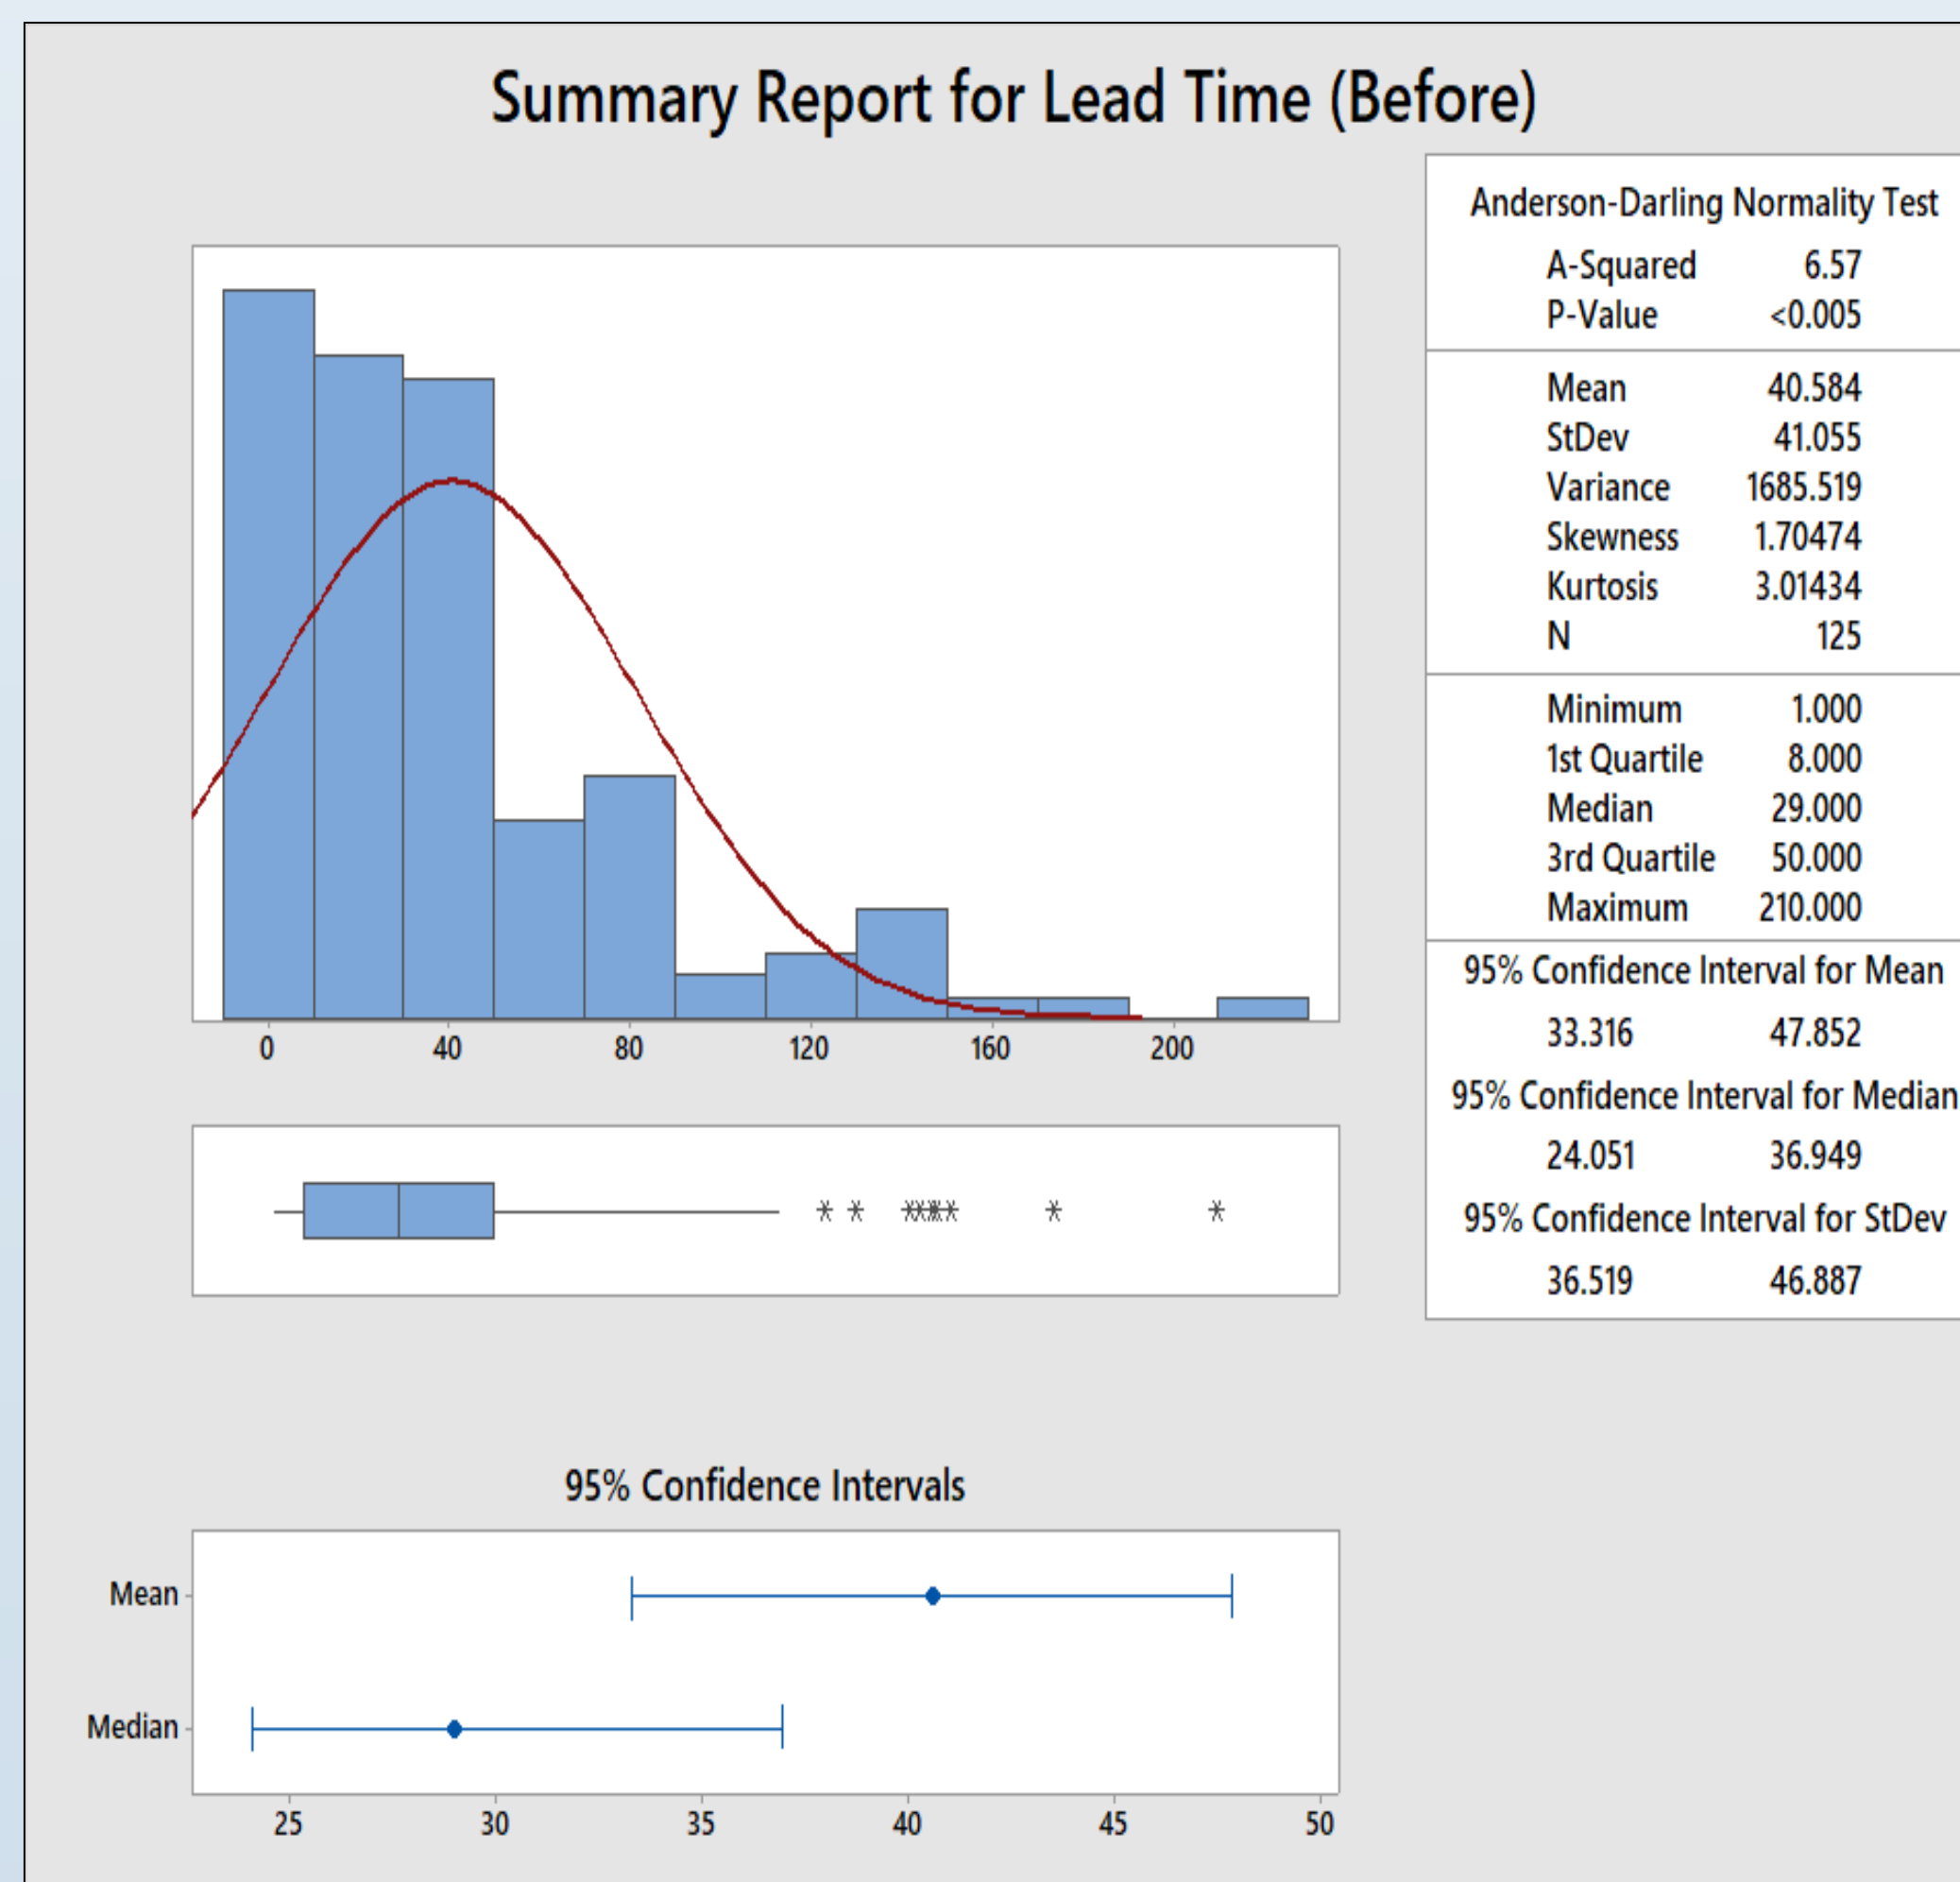 Summary Report for Lead Time (Before)
Anderson-Darling Normality Test
A-Squared 6.57
P-Value <0.005
Mean 40.584
StDev 41.055
Variance 1685.519
Skewness 1.70474
Kurtosis 3.01434
N 125
Minimum 1.000
1st Quartile 8.000
Median 29.000
3rd Quartile 50.000
Maximum 210.000
95% Confidence Interval for Mean
33.316 47.852
95% Confidence Interval for Median
24.051 36.949
95% Confidence Interval for StDev
36.519 46.887
0 40 80 120 160 200
95% Confidence Intervals
Mean
Median
25 30 35 40 45 50